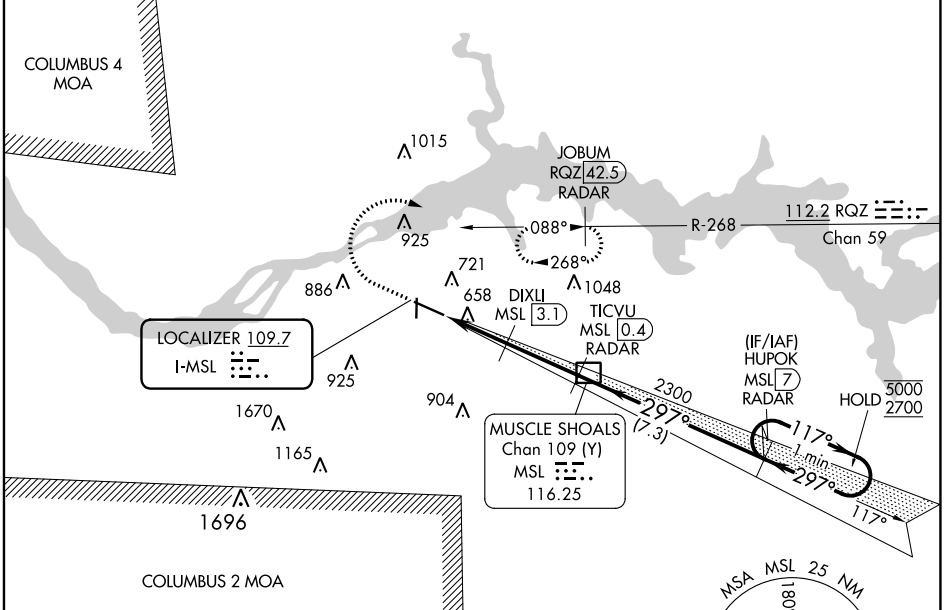 COLUMBUS 4
MOA
1015
JOBUM
RQZ 42.5
RADAR
112.2 RQZ
Chan 59
R-268
088°
268°
925
721
886
658
1048
DIXLI
MSL 3.1
TICVU
MSL 0.4
RADAR
LOCALIZER 109.7
I-MSL
925
(IF/IAF)
HUPOK
MSL 7
RADAR
HOLD 5000
2700
2300
297°
(7.3)
117°
1 min
297°
117°
904
1670
1165
MUSCLE SHOALS
Chan 109 (Y)
MSL
116.25
1696
COLUMBUS 2 MOA
MSA MSL 25 NM
180°